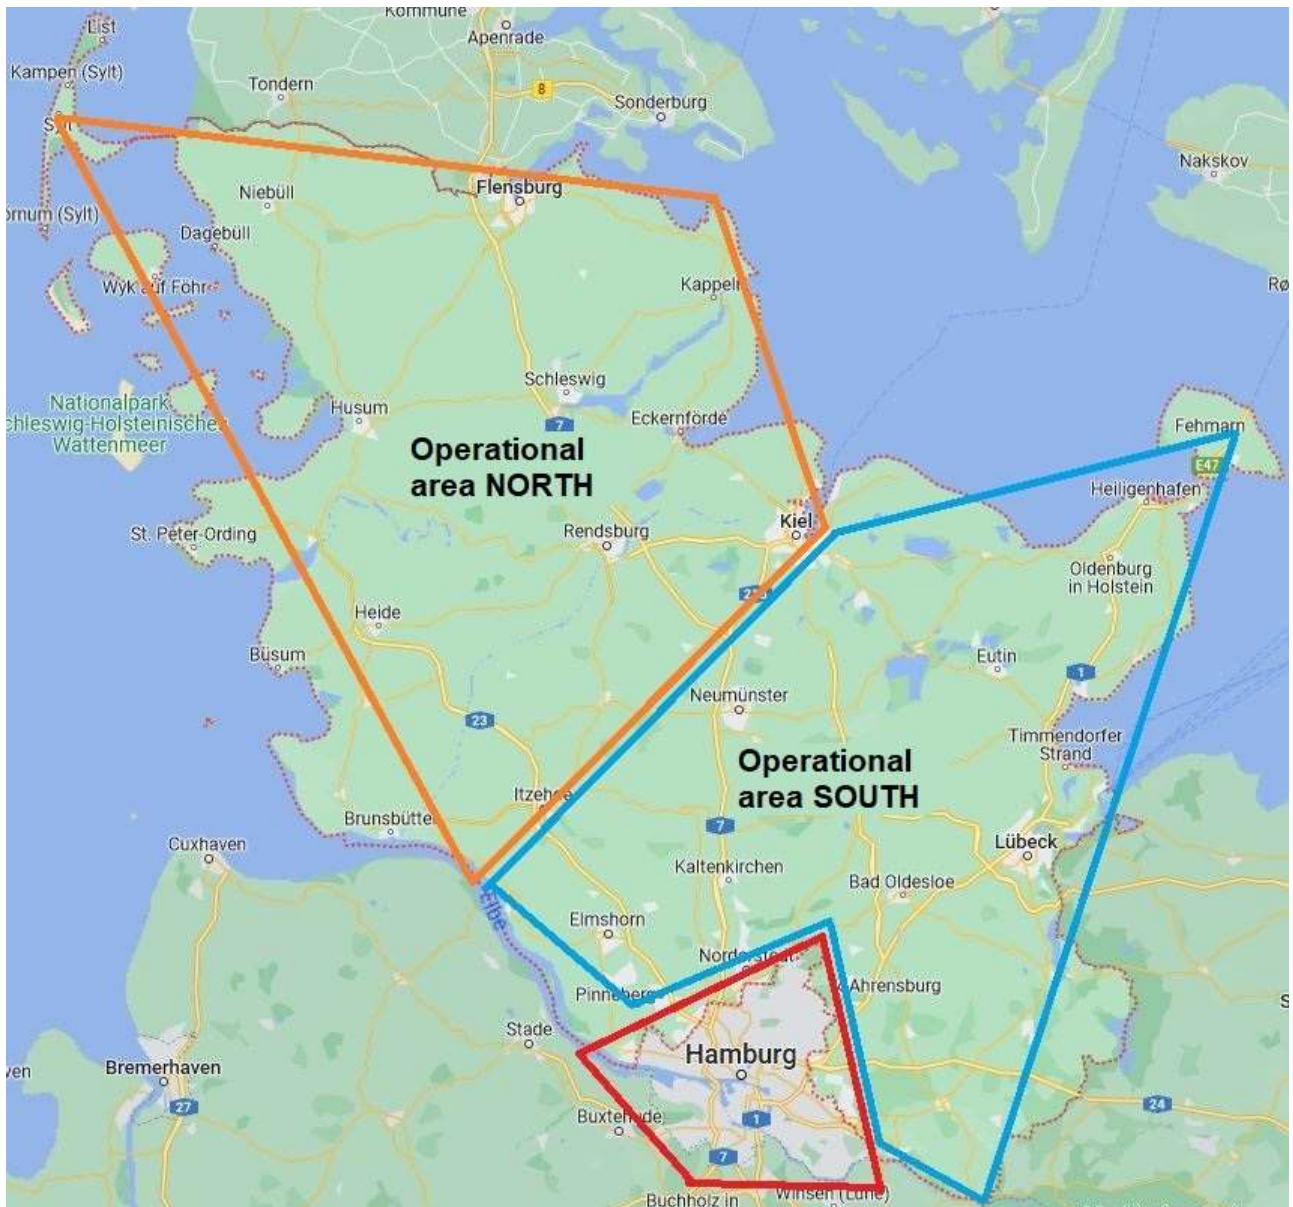 List
Kommune
Apenrade
Kampen (Sylt)
Tondern
8
Sonderburg
Nakskov
Niebüll
Flensburg
örnum (Sylt)
Dagebüll
Wyk auf Föhr
Kappeln
Rø
Schleswig
Nationalpark
chleswig-Holsteinisches
Wattenmeer
Husum
7
Eckernförde
Fehmarn
Operational
area NORTH
E47
Heiligenhafen
St. Peter-Ording
Rendsburg
Kiel
Oldenburg
in Holstein
Heide
Büsum
Eutin
1
Neumünster
23
Timmendorfer
Strand
Operational
area SOUTH
Itzehoe
Brunsbüttel
7
Cuxhaven
Lübeck
Kaltenkirchen
Bad Oldesloe
Elbe
Elmshorn
Norderstedt
Pinneberg
Ahrensburg
S
Stade
Hamburg
ven
Bremerhaven
27
24
Buxtehude
1
7
Buchholz in
Winsen (Luhe)